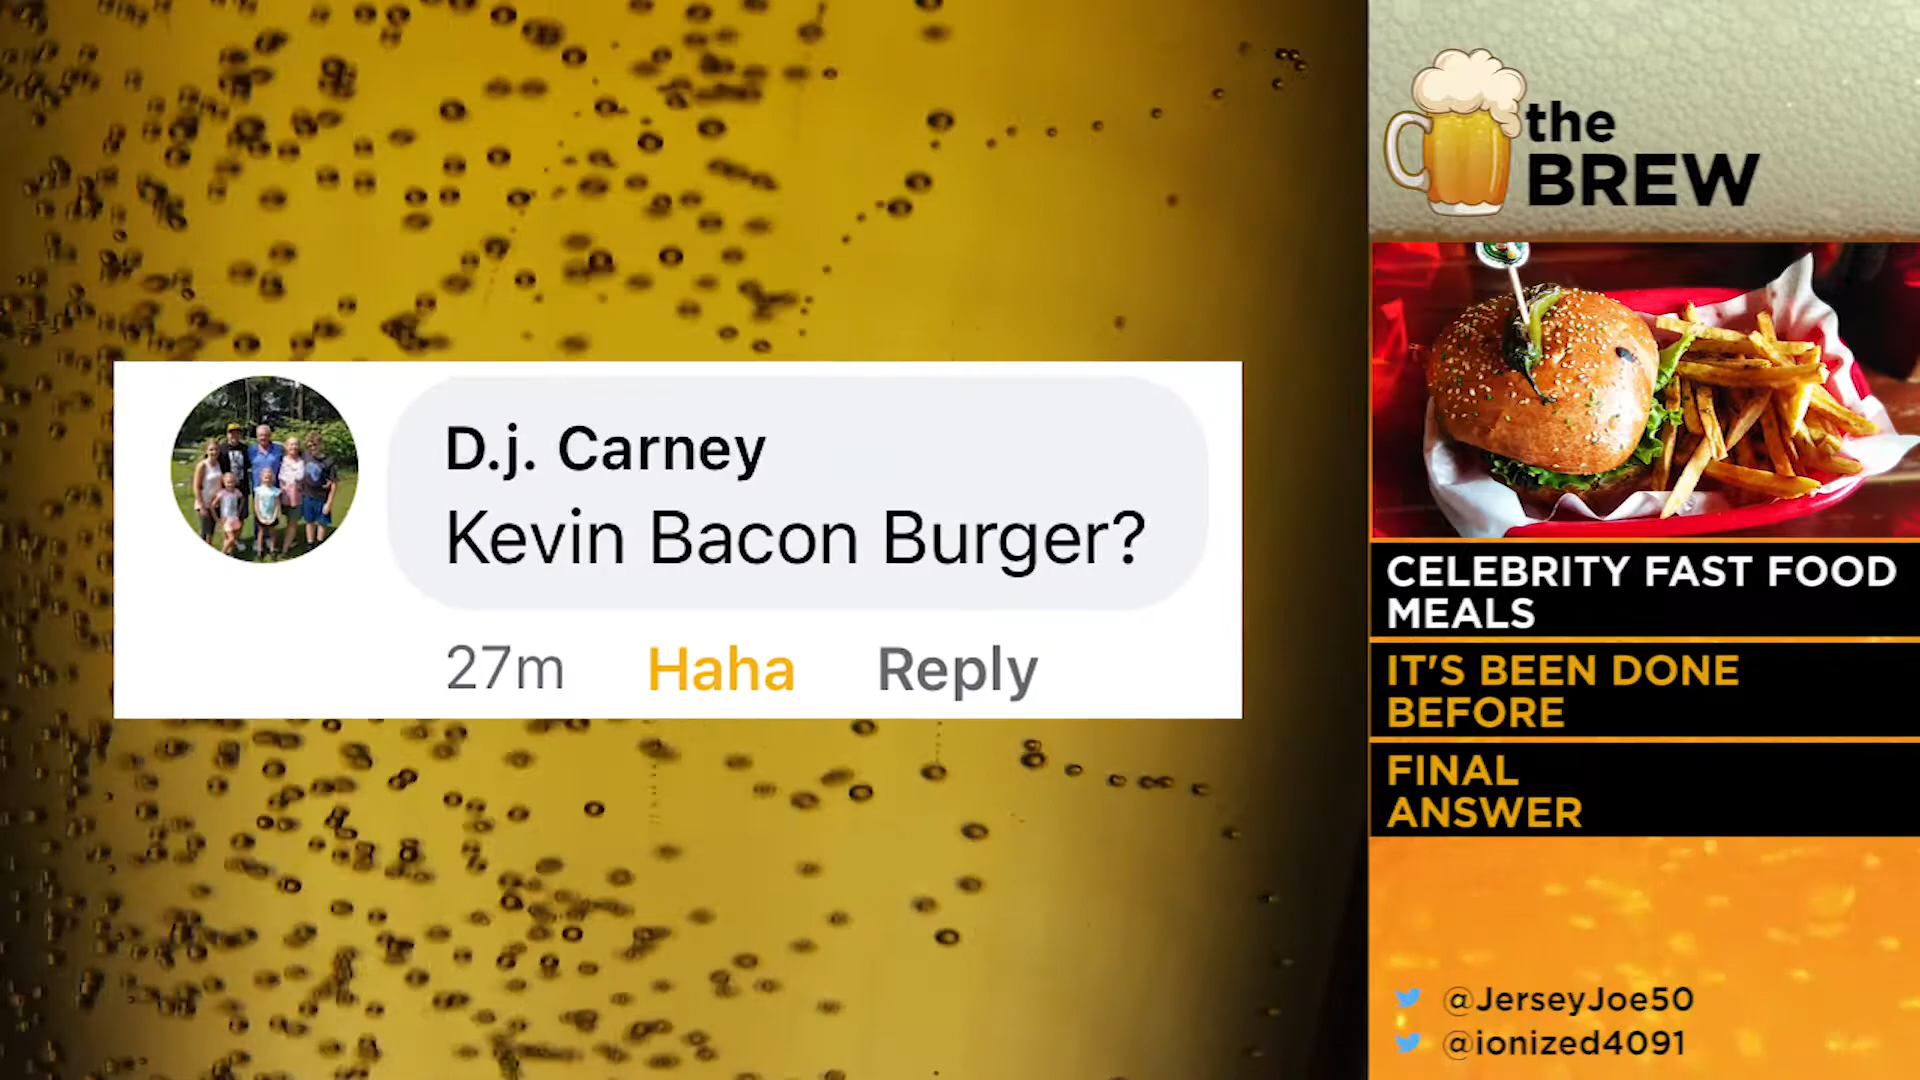 D.j. Carney
Kevin Bacon Burger?
27m Haha Reply
the
BREW
CELEBRITY FAST FOOD
MEALS
IT'S BEEN DONE
BEFORE
FINAL
ANSWER
@JerseyJoe50
@ionized4091